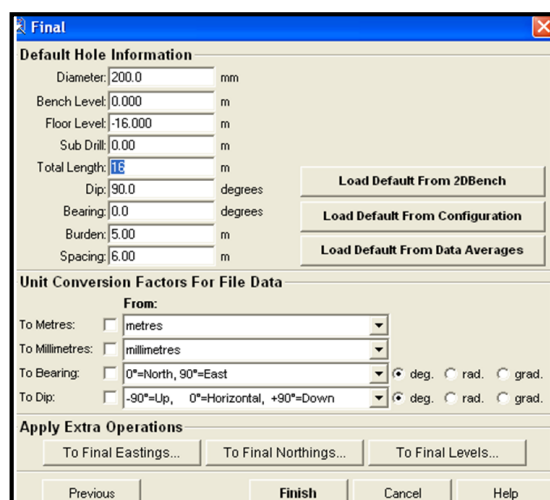 Final
Default Hole Information
Diameter: 200.0 mm
Bench Level: 0.000 m
Floor Level: -16.000 m
Sub Drill: 0.00 m
Total Length: 16 m
Dip: 90.0 degrees
Bearing: 0.0 degrees
Burden: 5.00 m
Spacing: 6.00 m
Load Default From 2DBench
Load Default From Configuration
Load Default From Data Averages
Unit Conversion Factors For File Data
From:
To Metres: metres
To Millimetres: millimetres
To Bearing: 0°=North, 90°=East deg. rad. grad.
To Dip: -90°=Up, 0°=Horizontal, +90°=Down deg. rad. grad.
Apply Extra Operations
To Final Eastings... To Final Northings... To Final Levels...
Previous Finish Cancel Help